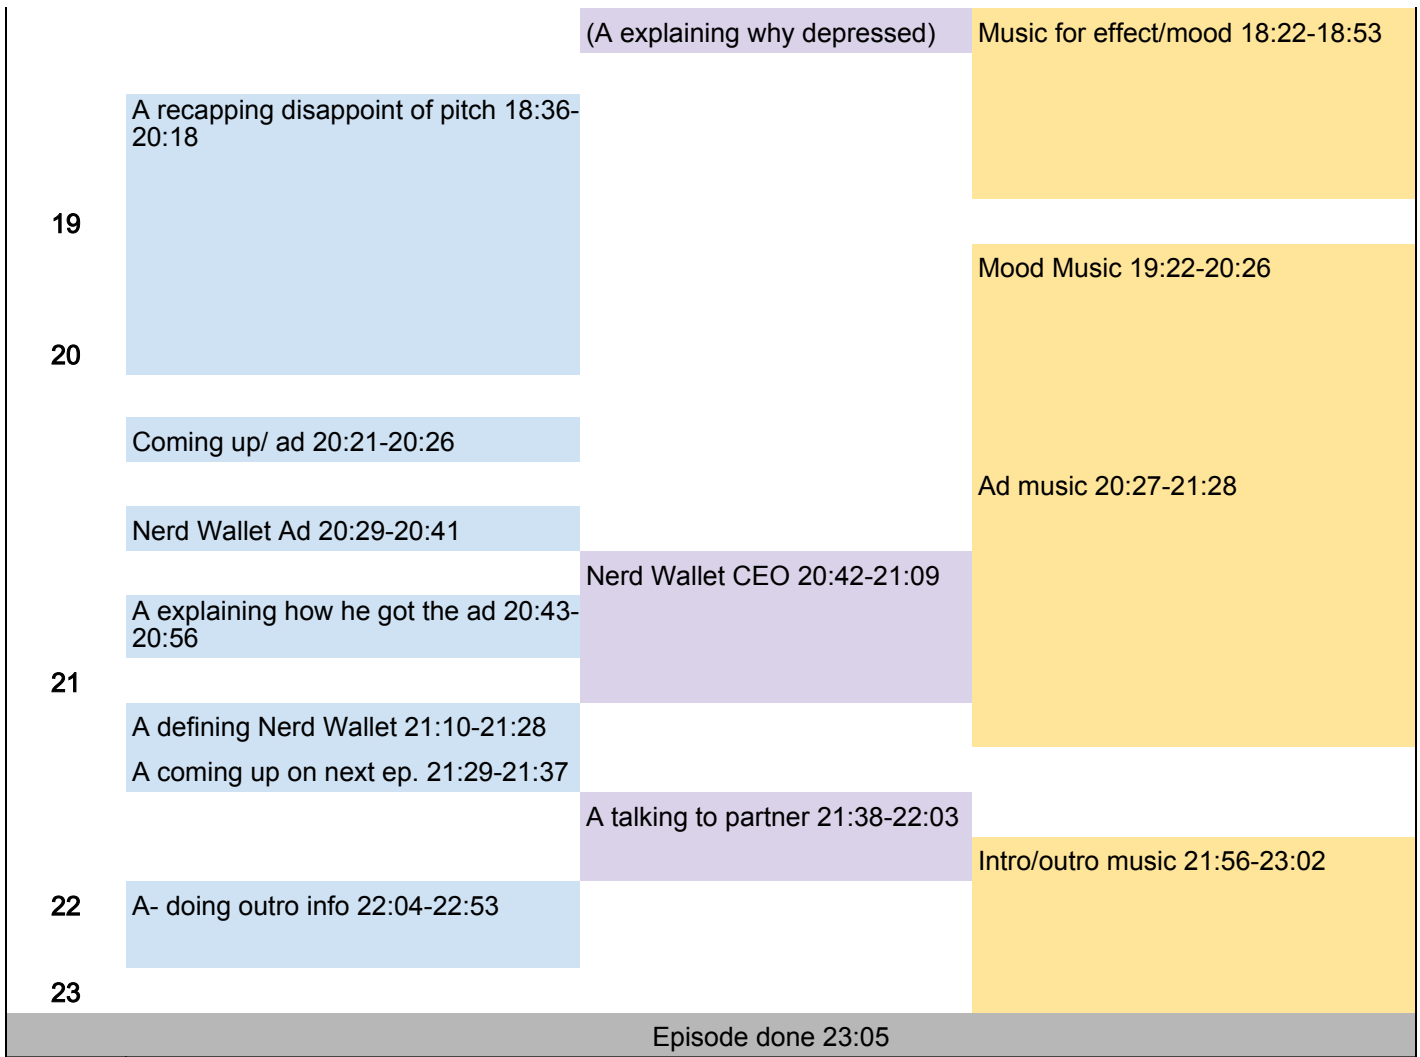 (A explaining why depressed)
Music for effect/mood 18:22-18:53
A recapping disappoint of pitch 18:36-
20:18
19
Mood Music 19:22-20:26
20
Coming up/ ad 20:21-20:26
Ad music 20:27-21:28
Nerd Wallet Ad 20:29-20:41
Nerd Wallet CEO 20:42-21:09
A explaining how he got the ad 20:43-
20:56
21
A defining Nerd Wallet 21:10-21:28
A coming up on next ep. 21:29-21:37
A talking to partner 21:38-22:03
Intro/outro music 21:56-23:02
22
A- doing outro info 22:04-22:53
23
Episode done 23:05